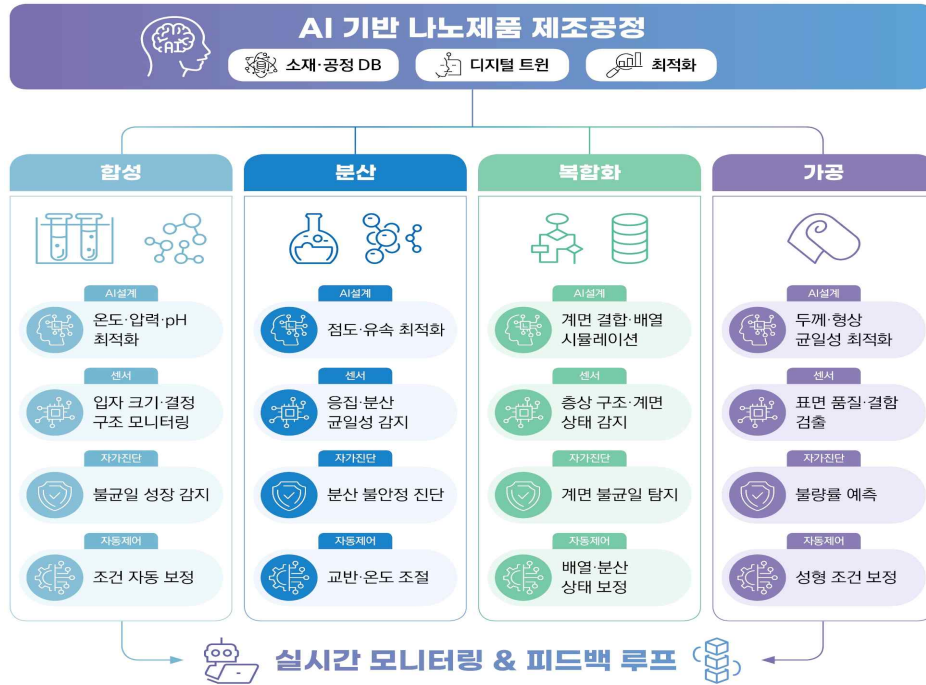 AI
AI 기반 나노제품 제조공정
소재·공정 DB
디지털 트윈
최적화
합성
AI설계
온도·압력·pH
최적화
센서
입자 크기·결정
구조 모니터링
자가진단
불균일 성장 감지
자동제어
조건 자동 보정
분산
AI설계
점도·유속 최적화
센서
응집·분산
균일성 감지
자가진단
분산 불안정 진단
자동제어
교반·온도 조절
복합화
AI설계
계면 결합·배열
시뮬레이션
센서
층상 구조·계면
상태 감지
자가진단
계면 불균일 탐지
자동제어
배열·분산
상태 보정
가공
AI설계
두께·형상
균일성 최적화
센서
표면 품질·결함
검출
자가진단
불량률 예측
자동제어
성형 조건 보정
실시간 모니터링 & 피드백 루프